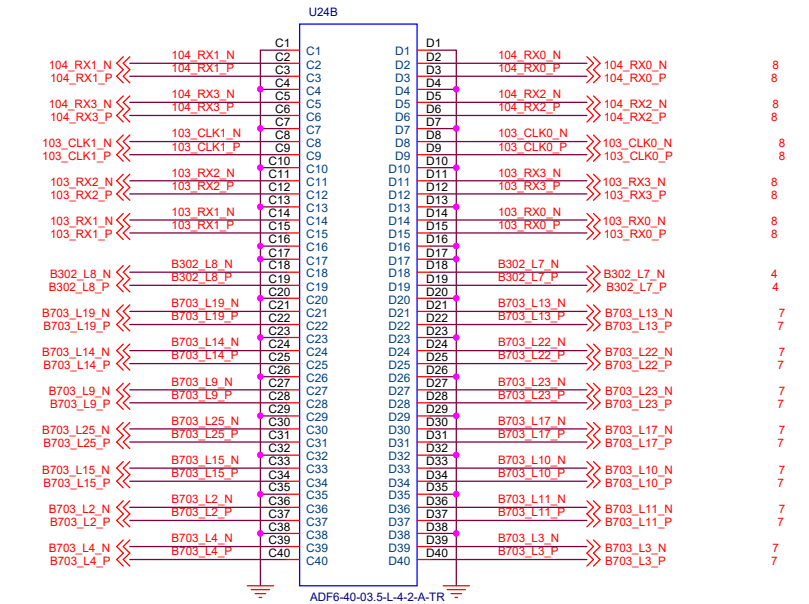 U24B
C1 C1 D1 D1
104_RX1_N 104_RX1_N C2 C2 D2 D2 104_RX0_N 104_RX0_N 8
104_RX1_P 104_RX1_P C3 C3 D3 D3 104_RX0_P 104_RX0_P 8
C4 C4 D4 D4
104_RX3_N 104_RX3_N C5 C5 D5 D5 104_RX2_N 104_RX2_N 8
104_RX3_P 104_RX3_P C6 C6 D6 D6 104_RX2_P 104_RX2_P 8
C7 C7 D7 D7
103_CLK1_N 103_CLK1_N C8 C8 D8 D8 103_CLK0_N 103_CLK0_N 8
103_CLK1_P 103_CLK1_P C9 C9 D9 D9 103_CLK0_P 103_CLK0_P 8
C10 C10 D10 D10
103_RX2_N 103_RX2_N C11 C11 D11 D11 103_RX3_N 103_RX3_N 8
103_RX2_P 103_RX2_P C12 C12 D12 D12 103_RX3_P 103_RX3_P 8
C13 C13 D13 D13
103_RX1_N 103_RX1_N C14 C14 D14 D14 103_RX0_N 103_RX0_N 8
103_RX1_P 103_RX1_P C15 C15 D15 D15 103_RX0_P 103_RX0_P 8
C16 C16 D16 D16
C17 C17 D17 D17
B302_L8_N B302_L8_N C18 C18 D18 D18 B302_L7_N B302_L7_N 4
B302_L8_P B302_L8_P C19 C19 D19 D19 B302_L7_P B302_L7_P 4
C20 C20 D20 D20
B703_L19_N B703_L19_N C21 C21 D21 D21 B703_L13_N B703_L13_N 7
B703_L19_P B703_L19_P C22 C22 D22 D22 B703_L13_P B703_L13_P 7
C23 C23 D23 D23
B703_L14_N B703_L14_N C24 C24 D24 D24 B703_L22_N B703_L22_N 7
B703_L14_P B703_L14_P C25 C25 D25 D25 B703_L22_P B703_L22_P 7
C26 C26 D26 D26
B703_L9_N B703_L9_N C27 C27 D27 D27 B703_L23_N B703_L23_N 7
B703_L9_P B703_L9_P C28 C28 D28 D28 B703_L23_P B703_L23_P 7
C29 C29 D29 D29
B703_L25_N B703_L25_N C30 C30 D30 D30 B703_L17_N B703_L17_N 7
B703_L25_P B703_L25_P C31 C31 D31 D31 B703_L17_P B703_L17_P 7
C32 C32 D32 D32
B703_L15_N B703_L15_N C33 C33 D33 D33 B703_L10_N B703_L10_N 7
B703_L15_P B703_L15_P C34 C34 D34 D34 B703_L10_P B703_L10_P 7
C35 C35 D35 D35
B703_L2_N B703_L2_N C36 C36 D36 D36 B703_L11_N B703_L11_N 7
B703_L2_P B703_L2_P C37 C37 D37 D37 B703_L11_P B703_L11_P 7
C38 C38 D38 D38
B703_L4_N B703_L4_N C39 C39 D39 D39 B703_L3_N B703_L3_N 7
B703_L4_P B703_L4_P C40 C40 D40 D40 B703_L3_P B703_L3_P 7
ADF6-40-03.5-L-4-2-A-TR